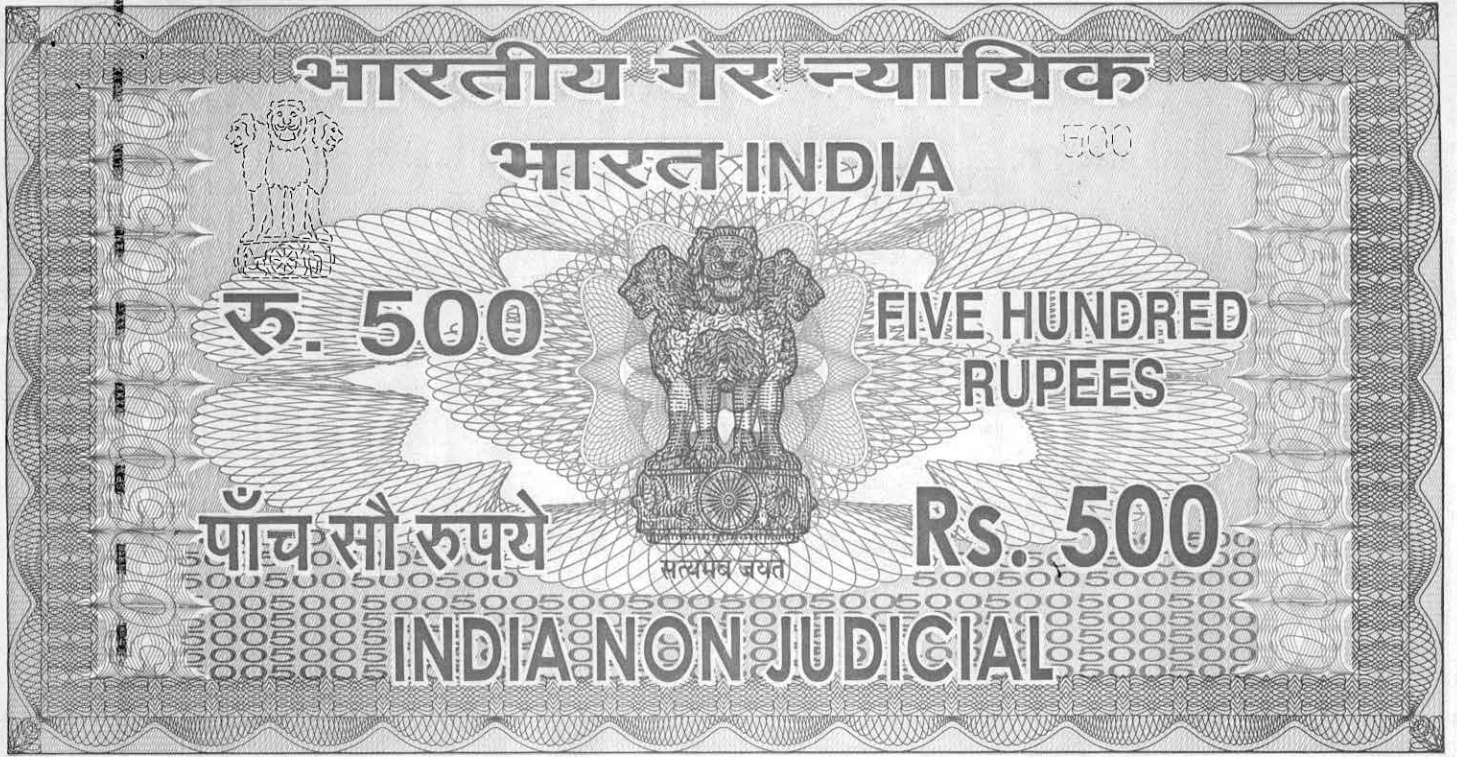 भारतीय गैर न्यायिक
500
भारत INDIA
रु. 500
FIVE HUNDRED
RUPEES
पाँच सौ रुपये
Rs. 500
सत्यमेव जयते
INDIA NON JUDICIAL